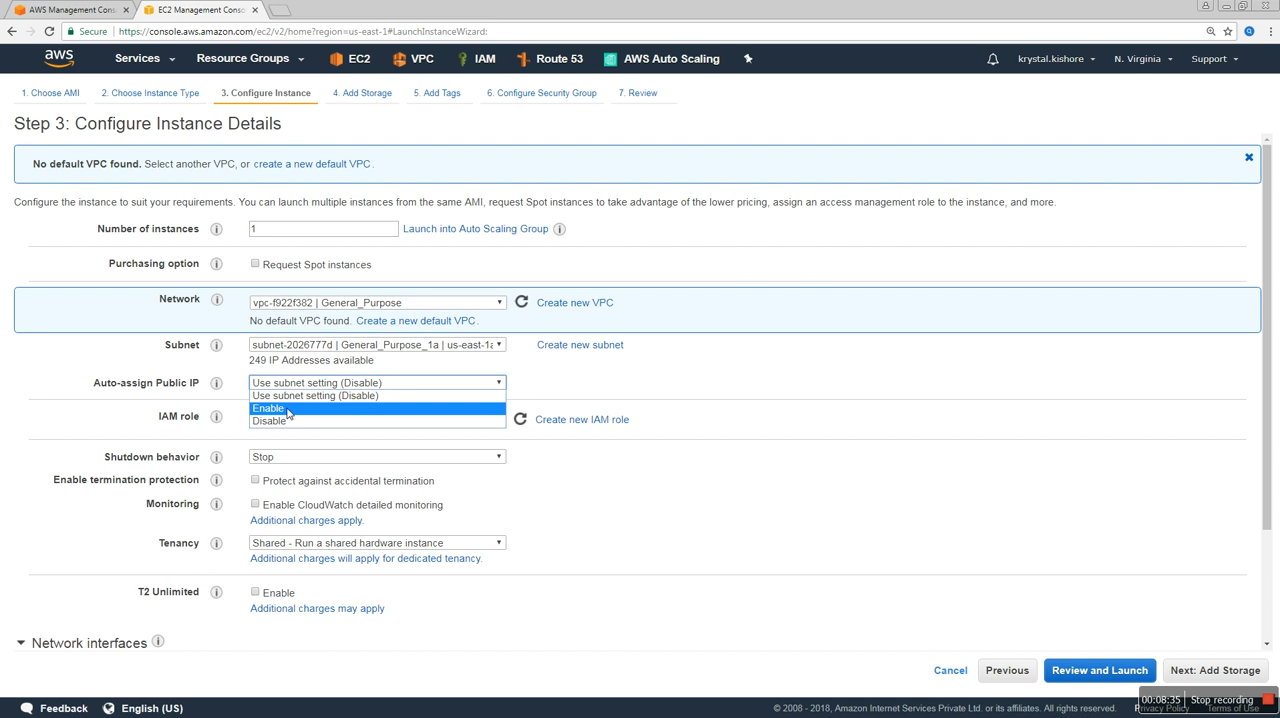 AWS Management Conso
EC2 Management Conso
Secure
https://console.aws.amazon.com/ec2/v2/home?region=us-east-1#LaunchInstanceWizard:
aws Services Resource Groups EC2 VPC IAM Route 53 AWS Auto Scaling krystal.kishore N. Virginia Support
1. Choose AMI 2. Choose Instance Type 3. Configure Instance 4. Add Storage 5. Add Tags 6. Configure Security Group 7. Review
Step 3: Configure Instance Details
No default VPC found. Select another VPC, or create a new default VPC.
Configure the instance to suit your requirements. You can launch multiple instances from the same AMI, request Spot instances to take advantage of the lower pricing, assign an access management role to the instance, and more.
Number of instances i 1 Launch into Auto Scaling Group i
Purchasing option i Request Spot instances
Network i vpc-f922f382 | General_Purpose Create new VPC
No default VPC found. Create a new default VPC.
Subnet i subnet-2026777d | General_Purpose_1a | us-east-1a Create new subnet
249 IP Addresses available
Auto-assign Public IP i Use subnet setting (Disable)
Use subnet setting (Disable)
Enable
Disable
IAM role i Create new IAM role
Shutdown behavior i Stop
Enable termination protection i Protect against accidental termination
Monitoring i Enable CloudWatch detailed monitoring
Additional charges apply.
Tenancy i Shared - Run a shared hardware instance
Additional charges will apply for dedicated tenancy.
T2 Unlimited i Enable
Additional charges may apply
Network interfaces i
Cancel Previous Review and Launch Next: Add Storage
00:08:35 Stop recording
Feedback English (US) © 2008 - 2018, Amazon Internet Services Private Ltd. or its affiliates. All rights reserved. Privacy Policy Terms of Use